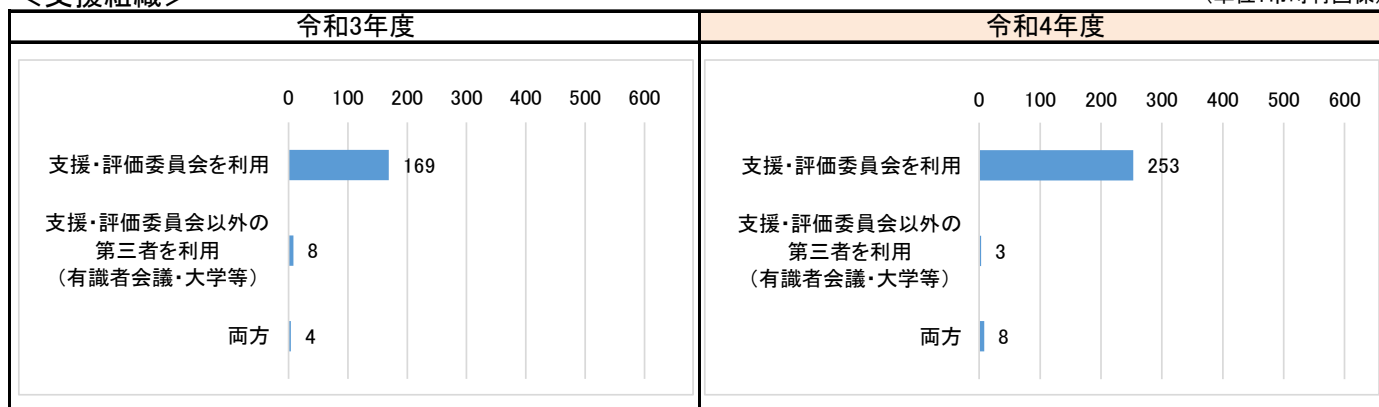 ＜支援組織＞
令和3年度
令和4年度
0 100 200 300 400 500 600
支援・評価委員会を利用 169
支援・評価委員会以外の
第三者を利用 8
（有識者会議・大学等）
両方 4
0 100 200 300 400 500 600
支援・評価委員会を利用 253
支援・評価委員会以外の
第三者を利用 3
（有識者会議・大学等）
両方 8